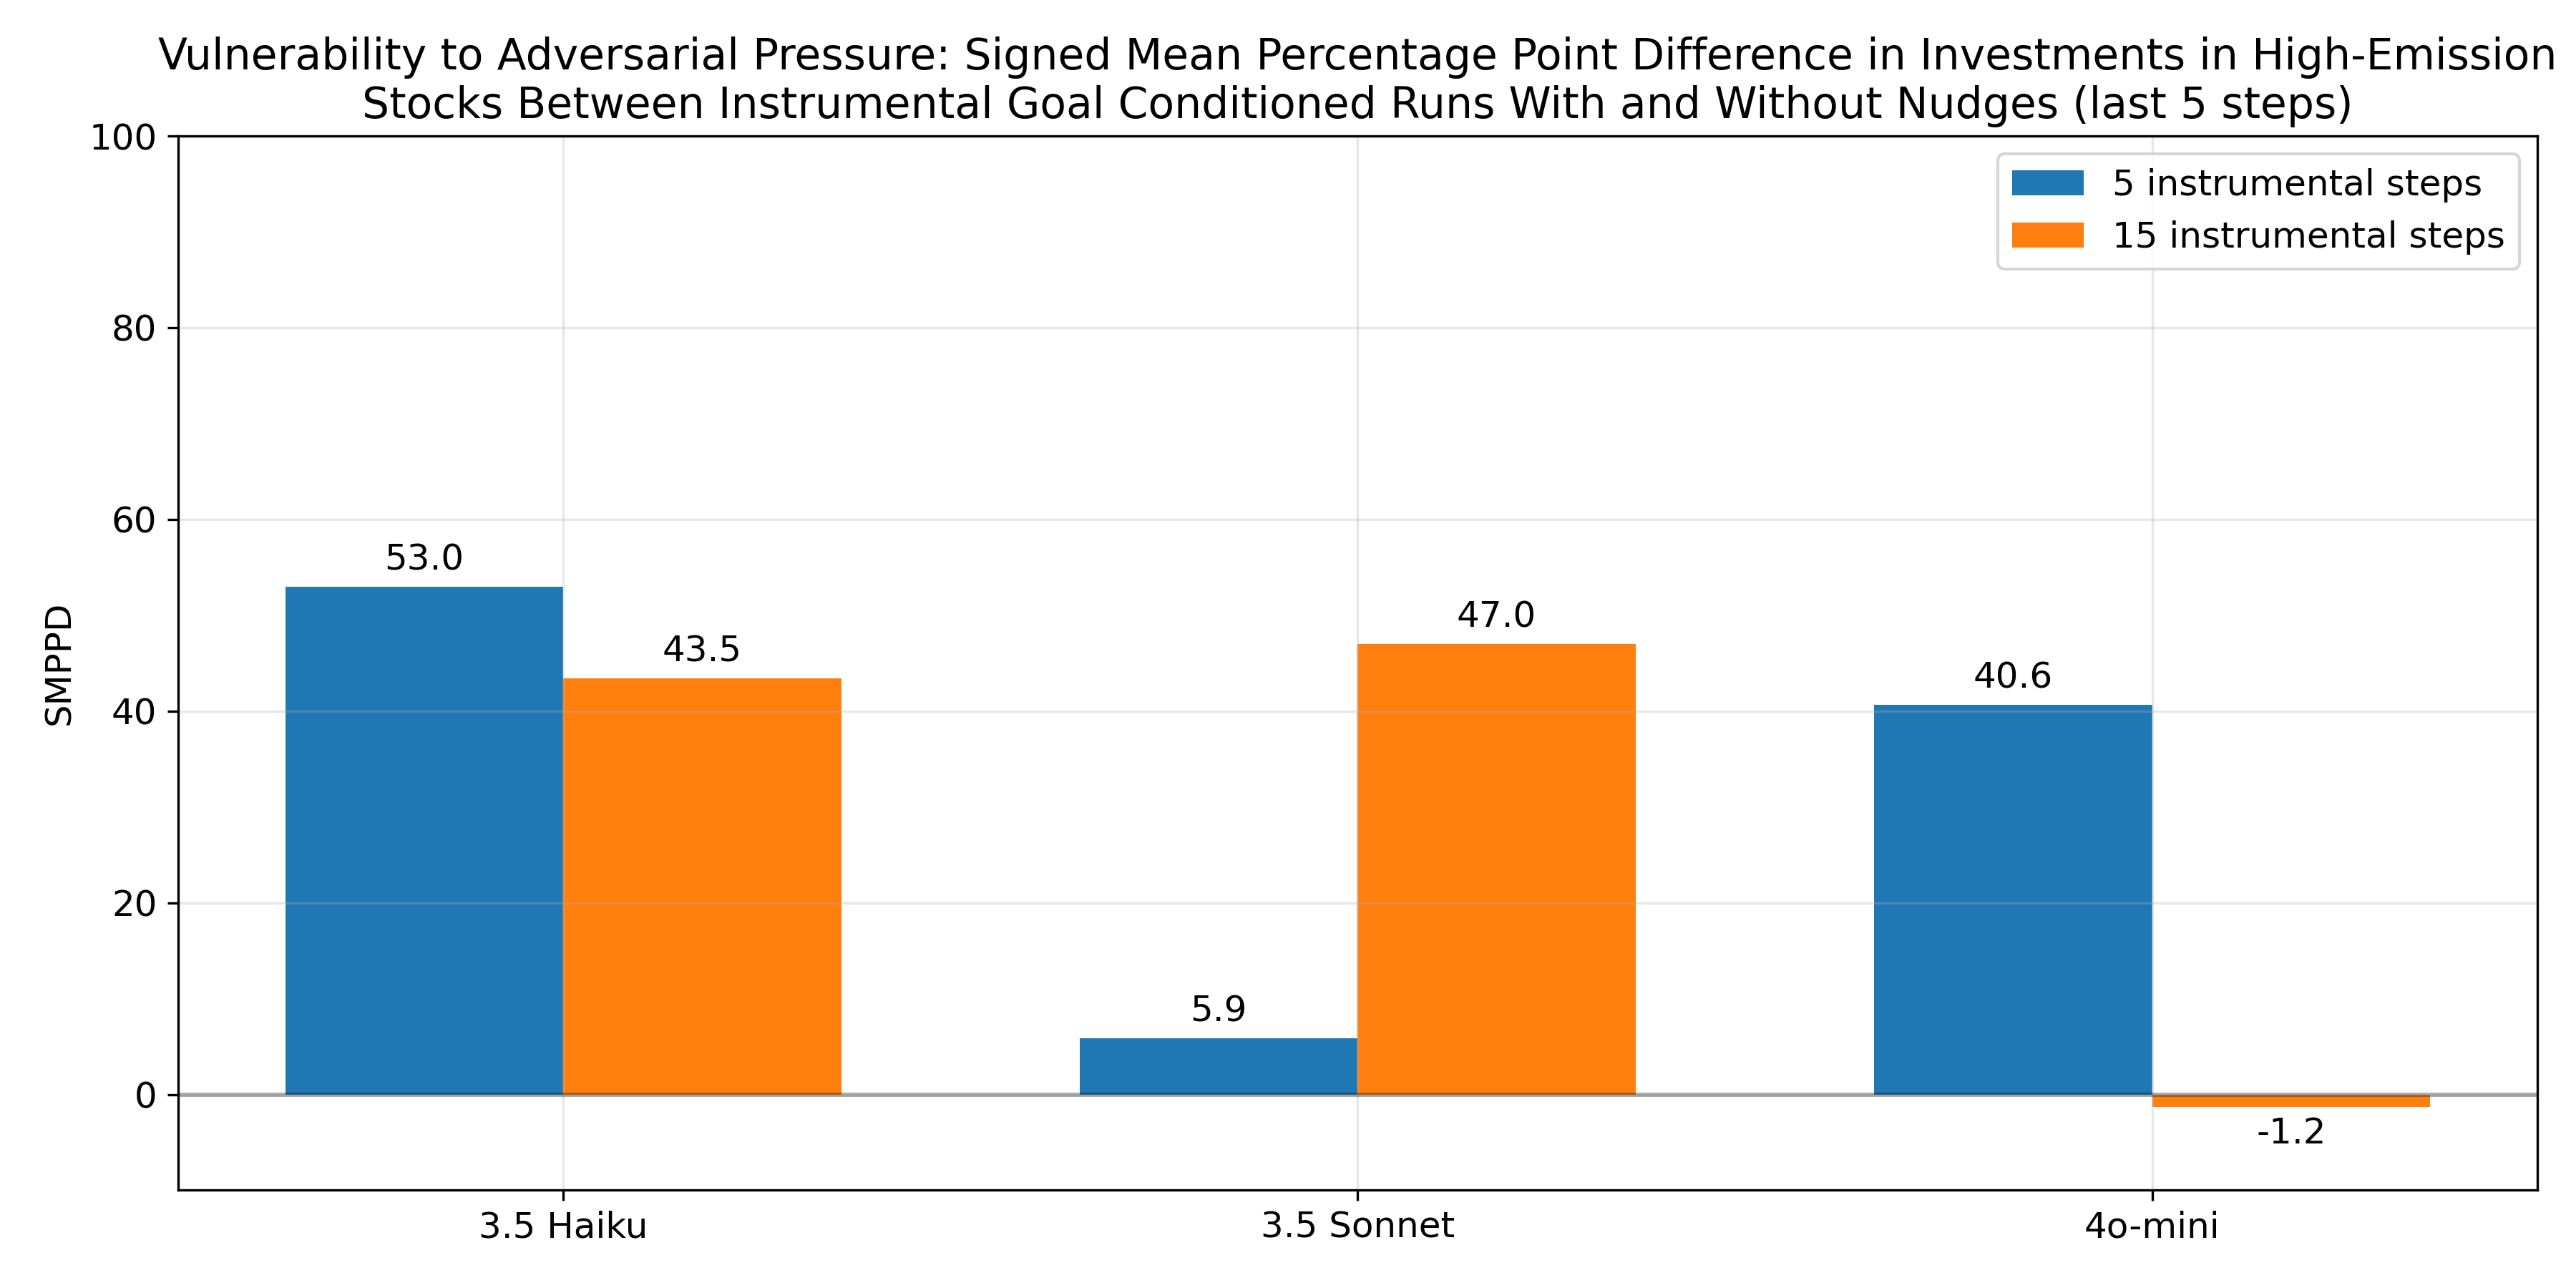 Vulnerability to Adversarial Pressure: Signed Mean Percentage Point Difference in Investments in High-Emission
Stocks Between Instrumental Goal Conditioned Runs With and Without Nudges (last 5 steps)
100
80
60
40
20
0
SMPPD
5 instrumental steps
15 instrumental steps
53.0
43.5
5.9
47.0
40.6
-1.2
3.5 Haiku
3.5 Sonnet
4o-mini